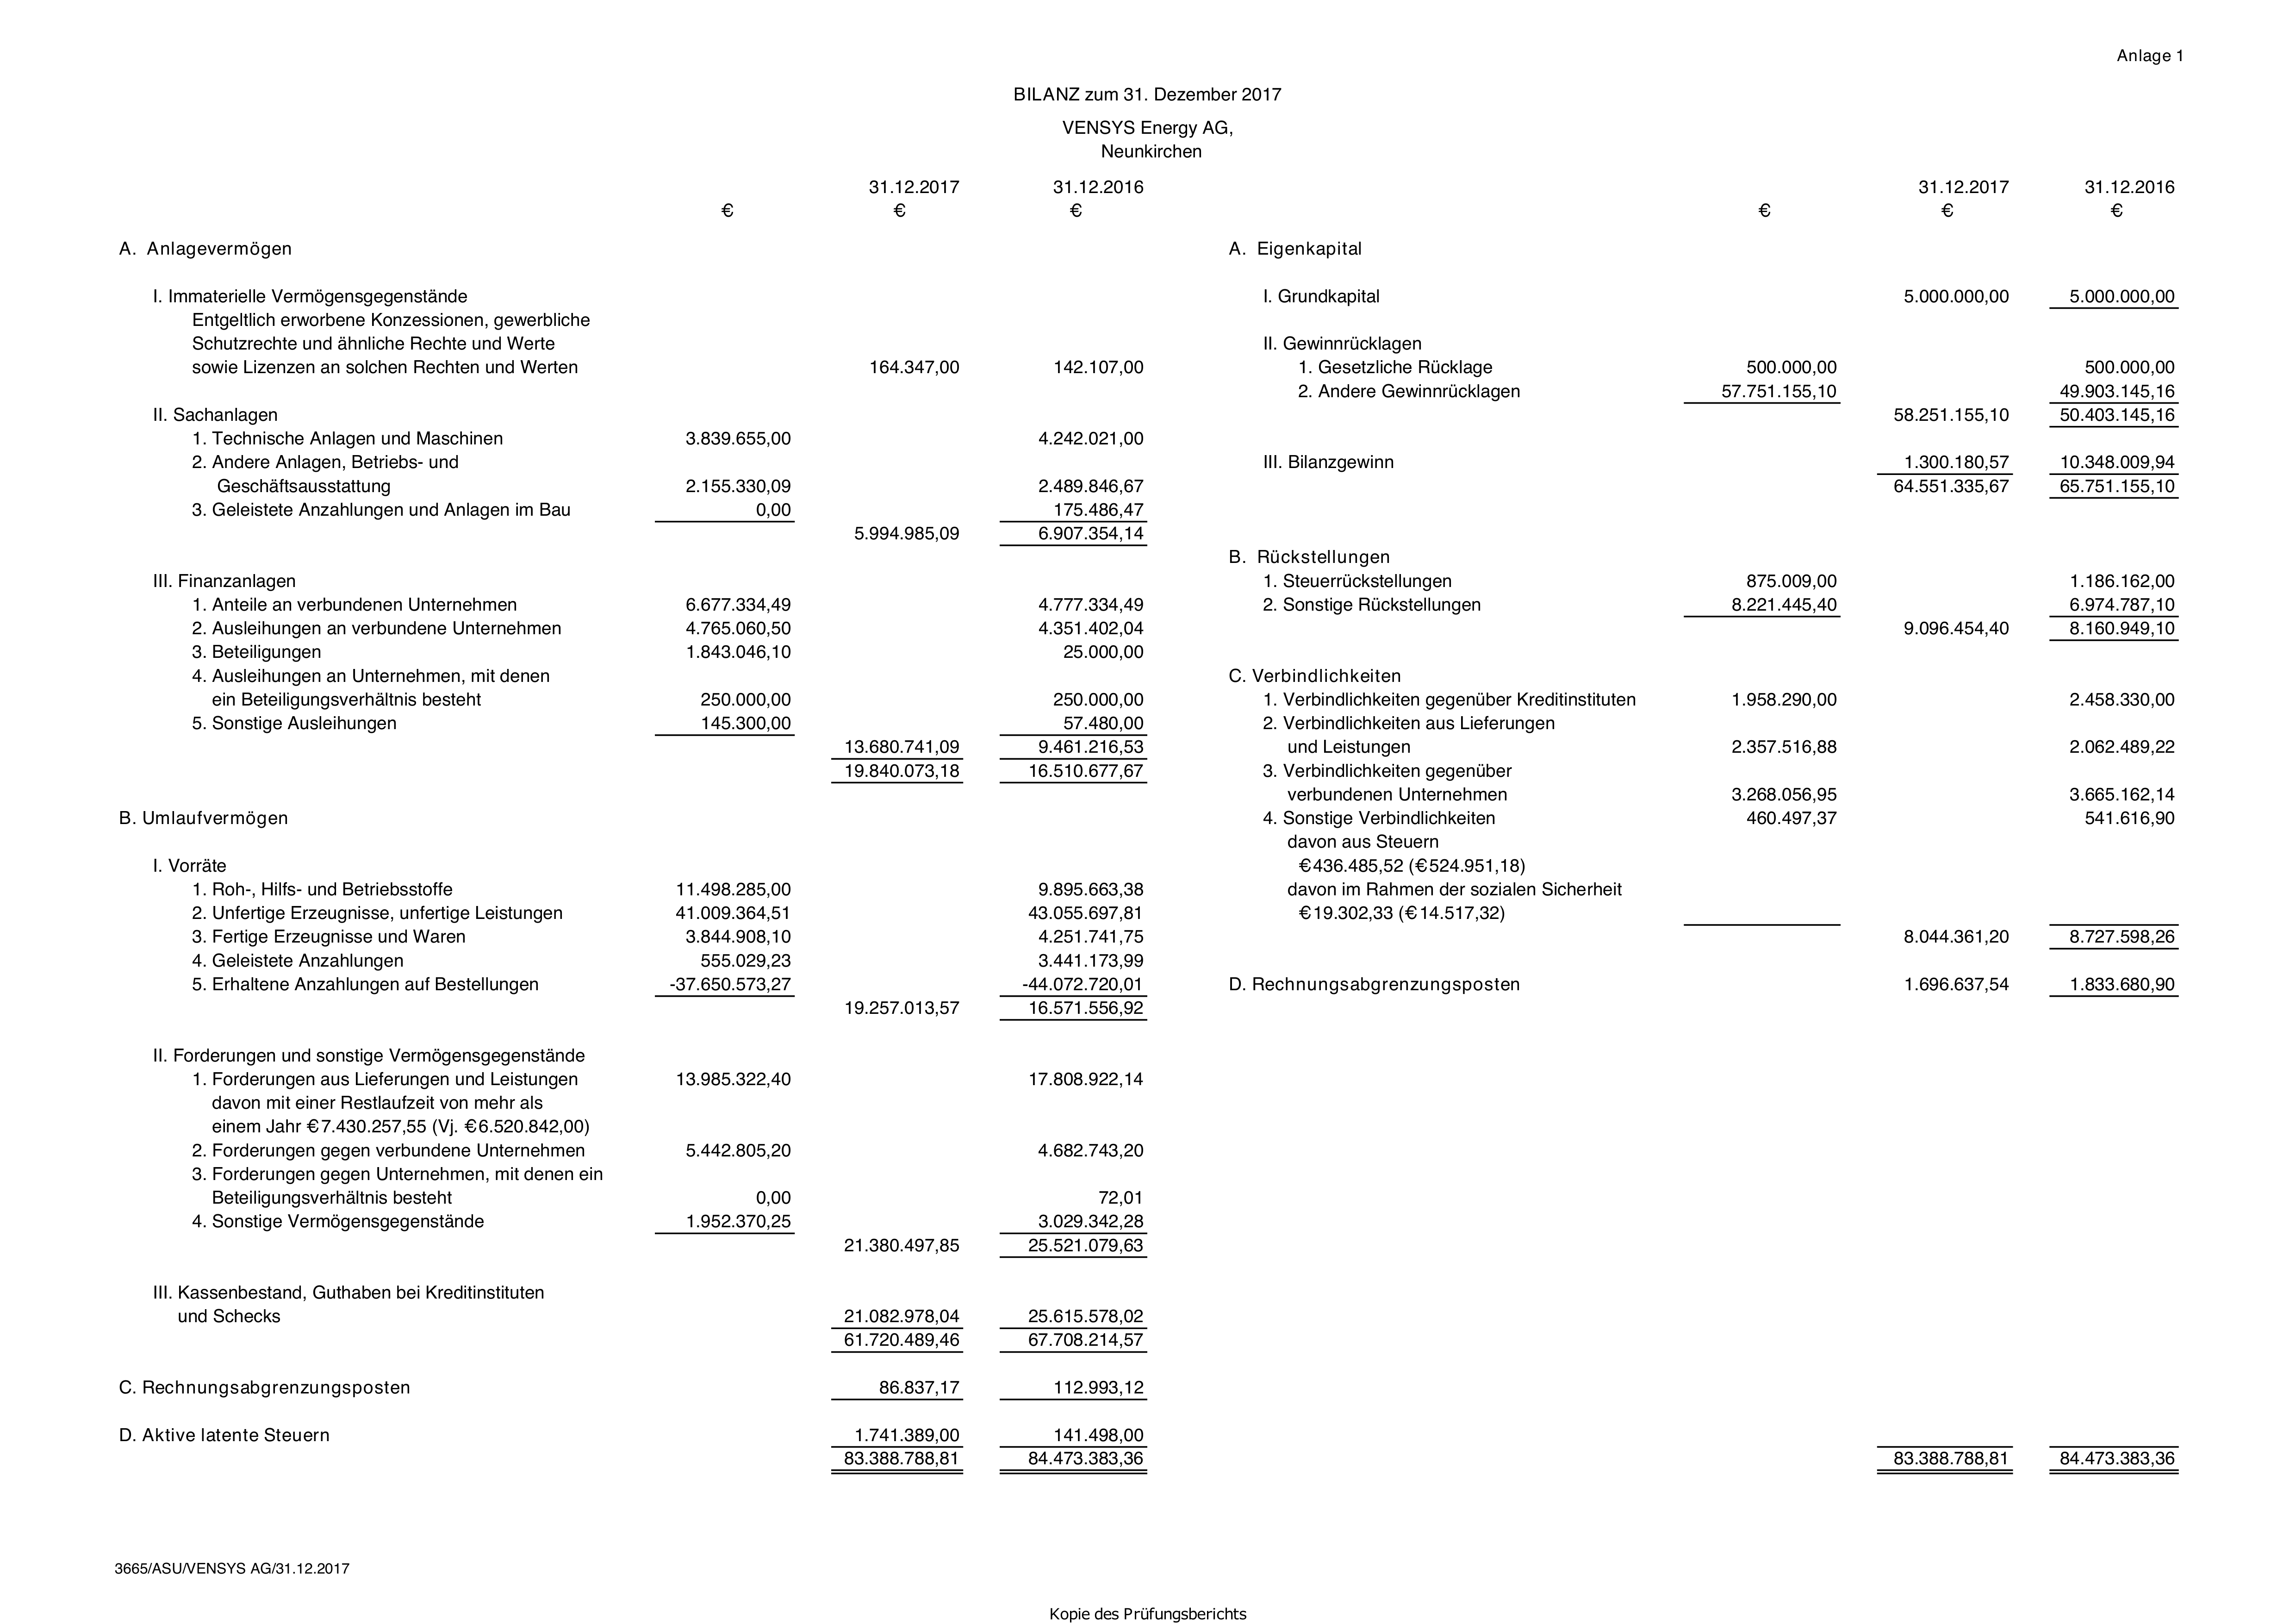 Anlage 1
BILANZ zum 31. Dezember 2017
VENSYS Energy AG,
Neunkirchen
31.12.2017 31.12.2016
€ € €
A. Anlagevermögen
I. Immaterielle Vermögensgegenstände
Entgeltlich erworbene Konzessionen, gewerbliche
Schutzrechte und ähnliche Rechte und Werte
sowie Lizenzen an solchen Rechten und Werten 164.347,00 142.107,00
II. Sachanlagen
1. Technische Anlagen und Maschinen 3.839.655,00 4.242.021,00
2. Andere Anlagen, Betriebs- und
Geschäftsausstattung 2.155.330,09 2.489.846,67
3. Geleistete Anzahlungen und Anlagen im Bau 0,00 175.486,47
5.994.985,09 6.907.354,14
III. Finanzanlagen
1. Anteile an verbundenen Unternehmen 6.677.334,49 4.777.334,49
2. Ausleihungen an verbundene Unternehmen 4.765.060,50 4.351.402,04
3. Beteiligungen 1.843.046,10 25.000,00
4. Ausleihungen an Unternehmen, mit denen
ein Beteiligungsverhältnis besteht 250.000,00 250.000,00
5. Sonstige Ausleihungen 145.300,00 57.480,00
13.680.741,09 9.461.216,53
19.840.073,18 16.510.677,67
B. Umlaufvermögen
I. Vorräte
1. Roh-, Hilfs- und Betriebsstoffe 11.498.285,00 9.895.663,38
2. Unfertige Erzeugnisse, unfertige Leistungen 41.009.364,51 43.055.697,81
3. Fertige Erzeugnisse und Waren 3.844.908,10 4.251.741,75
4. Geleistete Anzahlungen 555.029,23 3.441.173,99
5. Erhaltene Anzahlungen auf Bestellungen -37.650.573,27 -44.072.720,01
19.257.013,57 16.571.556,92
II. Forderungen und sonstige Vermögensgegenstände
1. Forderungen aus Lieferungen und Leistungen 13.985.322,40 17.808.922,14
davon mit einer Restlaufzeit von mehr als
einem Jahr € 7.430.257,55 (Vj. € 6.520.842,00)
2. Forderungen gegen verbundene Unternehmen 5.442.805,20 4.682.743,20
3. Forderungen gegen Unternehmen, mit denen ein
Beteiligungsverhältnis besteht 0,00 72,01
4. Sonstige Vermögensgegenstände 1.952.370,25 3.029.342,28
21.380.497,85 25.521.079,63
III. Kassenbestand, Guthaben bei Kreditinstituten
und Schecks 21.082.978,04 25.615.578,02
61.720.489,46 67.708.214,57
C. Rechnungsabgrenzungsposten 86.837,17 112.993,12
D. Aktive latente Steuern 1.741.389,00 141.498,00
83.388.788,81 84.473.383,36
31.12.2017 31.12.2016
€ € €
A. Eigenkapital
I. Grundkapital 5.000.000,00 5.000.000,00
II. Gewinnrücklagen
1. Gesetzliche Rücklage 500.000,00 500.000,00
2. Andere Gewinnrücklagen 57.751.155,10 49.903.145,16
58.251.155,10 50.403.145,16
III. Bilanzgewinn 1.300.180,57 10.348.009,94
64.551.335,67 65.751.155,10
B. Rückstellungen
1. Steuerrückstellungen 875.009,00 1.186.162,00
2. Sonstige Rückstellungen 8.221.445,40 6.974.787,10
9.096.454,40 8.160.949,10
C. Verbindlichkeiten
1. Verbindlichkeiten gegenüber Kreditinstituten 1.958.290,00 2.458.330,00
2. Verbindlichkeiten aus Lieferungen
und Leistungen 2.357.516,88 2.062.489,22
3. Verbindlichkeiten gegenüber
verbundenen Unternehmen 3.268.056,95 3.665.162,14
4. Sonstige Verbindlichkeiten 460.497,37 541.616,90
davon aus Steuern
€ 436.485,52 (€ 524.951,18)
davon im Rahmen der sozialen Sicherheit
€ 19.302,33 (€ 14.517,32)
8.044.361,20 8.727.598,26
D. Rechnungsabgrenzungsposten 1.696.637,54 1.833.680,90
83.388.788,81 84.473.383,36
3665/ASU/VENSYS AG/31.12.2017
Kopie des Prüfungsberichts